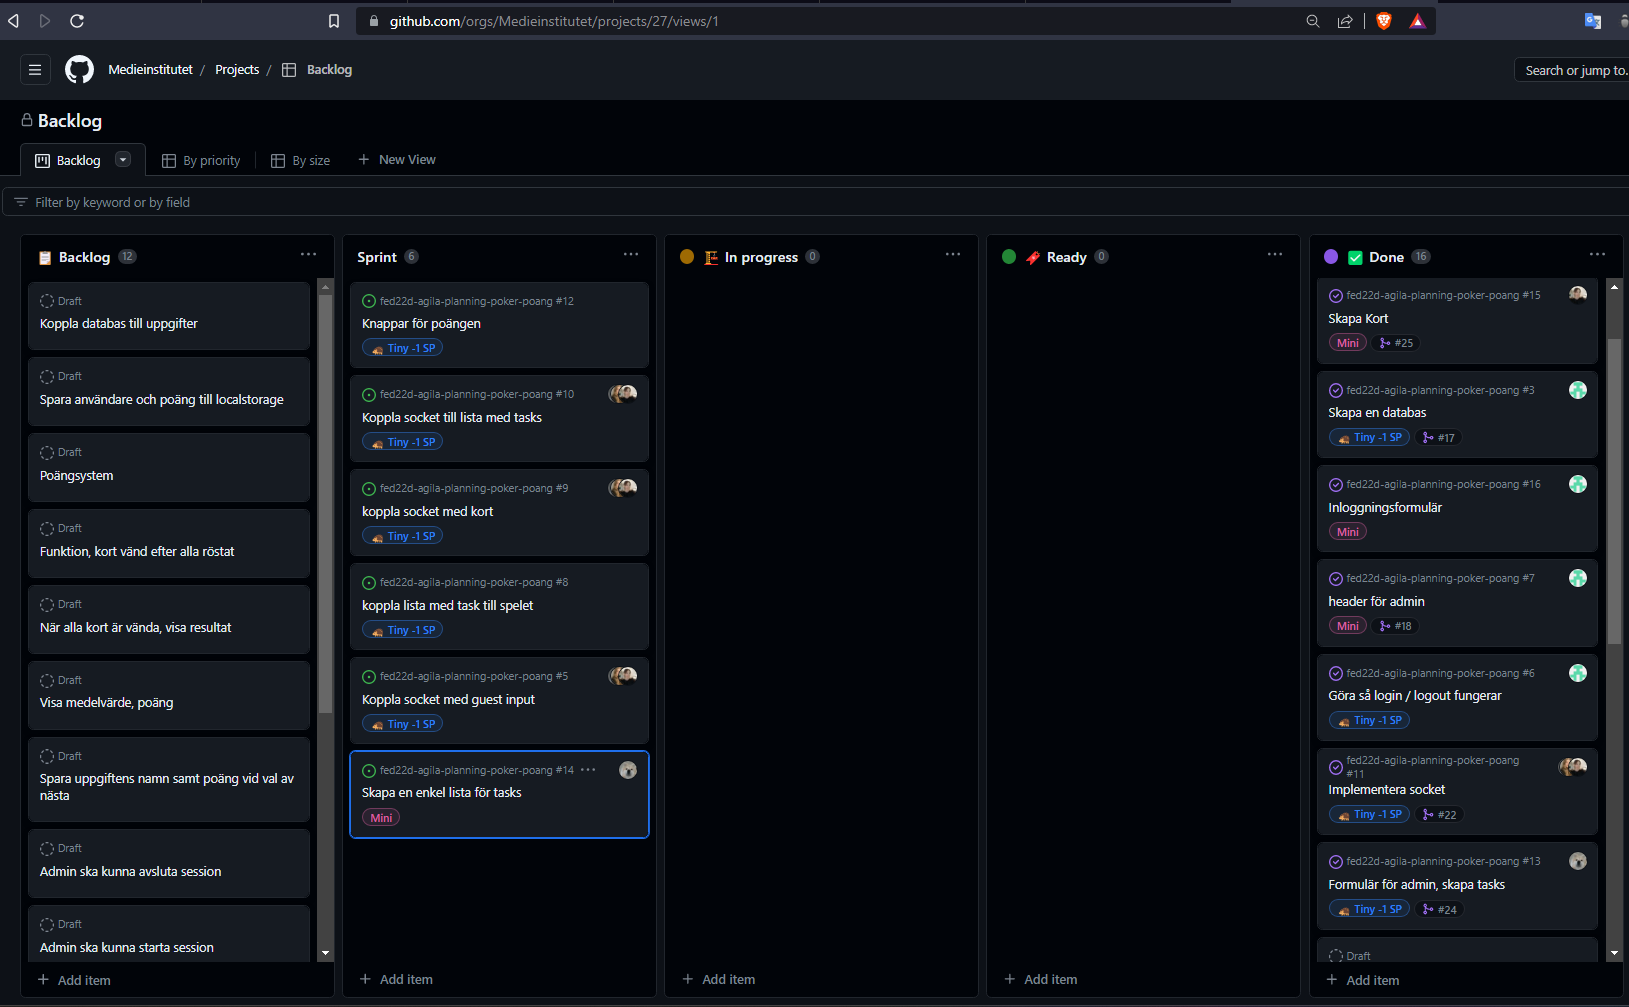 github.com/orgs/Medieinstitutet/projects/27/views/1
Medieinstitutet / Projects / Backlog
Search or jump to.
Backlog
Backlog
By priority
By size
+ New View
Filter by keyword or by field
Backlog 12
Draft
Koppla databas till uppgifter
Draft
Spara användare och poäng till localstorage
Draft
Poängsystem
Draft
Funktion, kort vänd efter alla röstat
Draft
När alla kort är vända, visa resultat
Draft
Visa medelvärde, poäng
Draft
Spara uppgiftens namn samt poäng vid val av
nästa
Draft
Admin ska kunna avsluta session
Draft
Admin ska kunna starta session
+ Add item
Sprint 6
fed22d-agila-planning-poker-poang #12
Knappar för poängen
Tiny -1 SP
fed22d-agila-planning-poker-poang #10
Koppla socket till lista med tasks
Tiny -1 SP
fed22d-agila-planning-poker-poang #9
koppla socket med kort
Tiny -1 SP
fed22d-agila-planning-poker-poang #8
koppla lista med task till spelet
Tiny -1 SP
fed22d-agila-planning-poker-poang #5
Koppla socket med guest input
Tiny -1 SP
fed22d-agila-planning-poker-poang #14
Skapa en enkel lista för tasks
Mini
+ Add item
In progress 0
+ Add item
Ready 0
+ Add item
Done 16
fed22d-agila-planning-poker-poang #15
Skapa Kort
Mini #25
fed22d-agila-planning-poker-poang #3
Skapa en databas
Tiny -1 SP #17
fed22d-agila-planning-poker-poang #16
Inloggningsformulär
Mini
fed22d-agila-planning-poker-poang #7
header för admin
Mini #18
fed22d-agila-planning-poker-poang #6
Göra så login / logout fungerar
Tiny -1 SP
fed22d-agila-planning-poker-poang
#11
Implementera socket
Tiny -1 SP #22
fed22d-agila-planning-poker-poang #13
Formulär för admin, skapa tasks
Tiny -1 SP #24
Draft
+ Add item